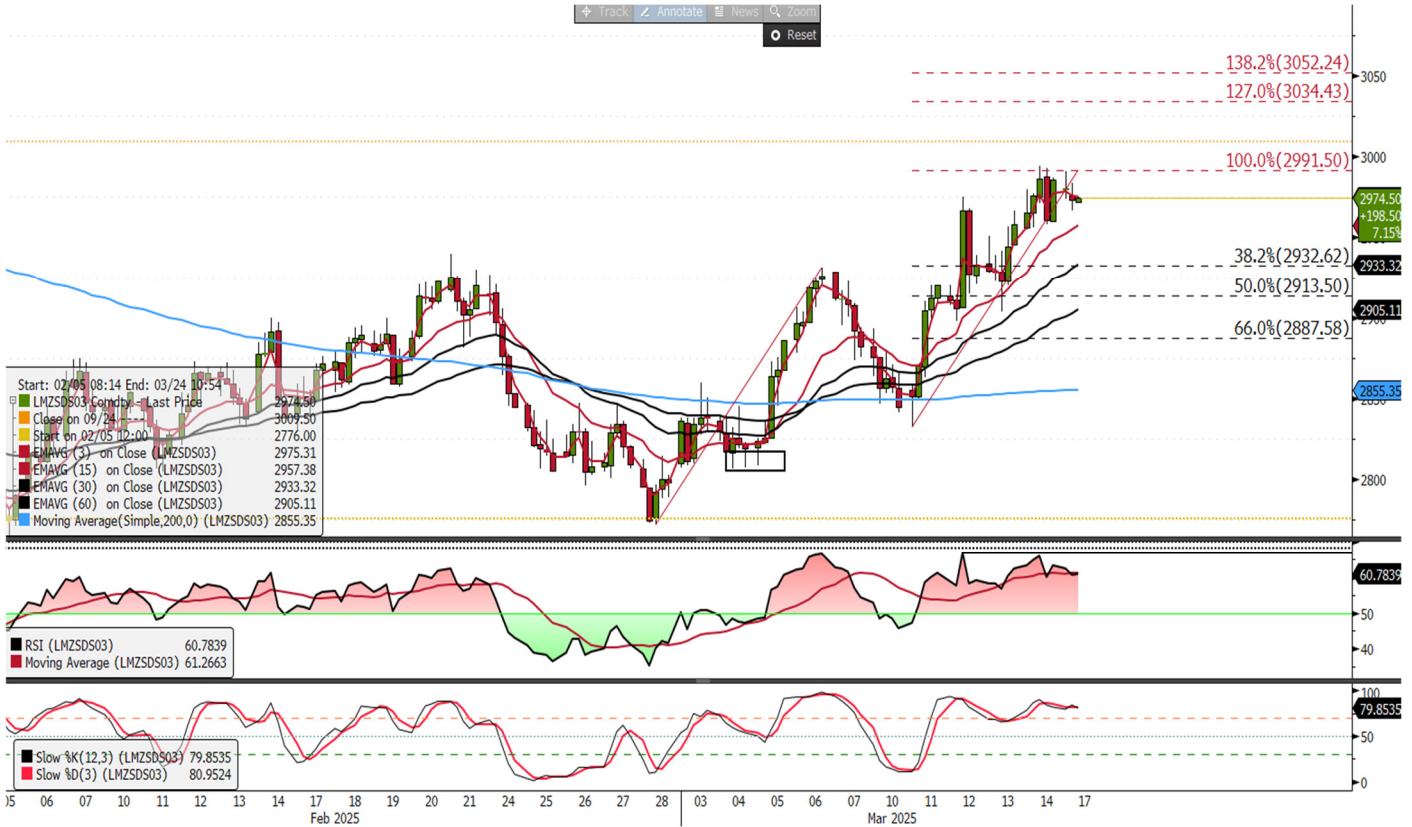 Track Annotate News Zoom
Reset
138.2%(3052.24)
3050
127.0%(3034.43)
3000
100.0%(2991.50)
2974.50
+198.50
7.15%
38.2%(2932.62)
2933.32
50.0%(2913.50)
2905.11
2900
66.0%(2887.58)
2855.35
2850
2800
Start: 02/05 08:14 End: 03/24 10:54
LMZSDS03 Comdty - Last Price 2974.50
Close on 09/24 ---- 3009.50
Start on 02/05 12:00 2776.00
EMAVG (3) on Close (LMZSDS03) 2975.31
EMAVG (15) on Close (LMZSDS03) 2957.38
EMAVG (30) on Close (LMZSDS03) 2933.32
EMAVG (60) on Close (LMZSDS03) 2905.11
Moving Average(Simple,200,0) (LMZSDS03) 2855.35
60.7839
50
40
RSI (LMZSDS03) 60.7839
Moving Average (LMZSDS03) 61.2663
100
79.8535
50
0
Slow %K(12,3) (LMZSDS03) 79.8535
Slow %D(3) (LMZSDS03) 80.9524
05 06 07 10 11 12 13 14 17 18 19 20 21 24 25 26 27 28 03 04 05 06 07 10 11 12 13 14 17
Feb 2025 Mar 2025